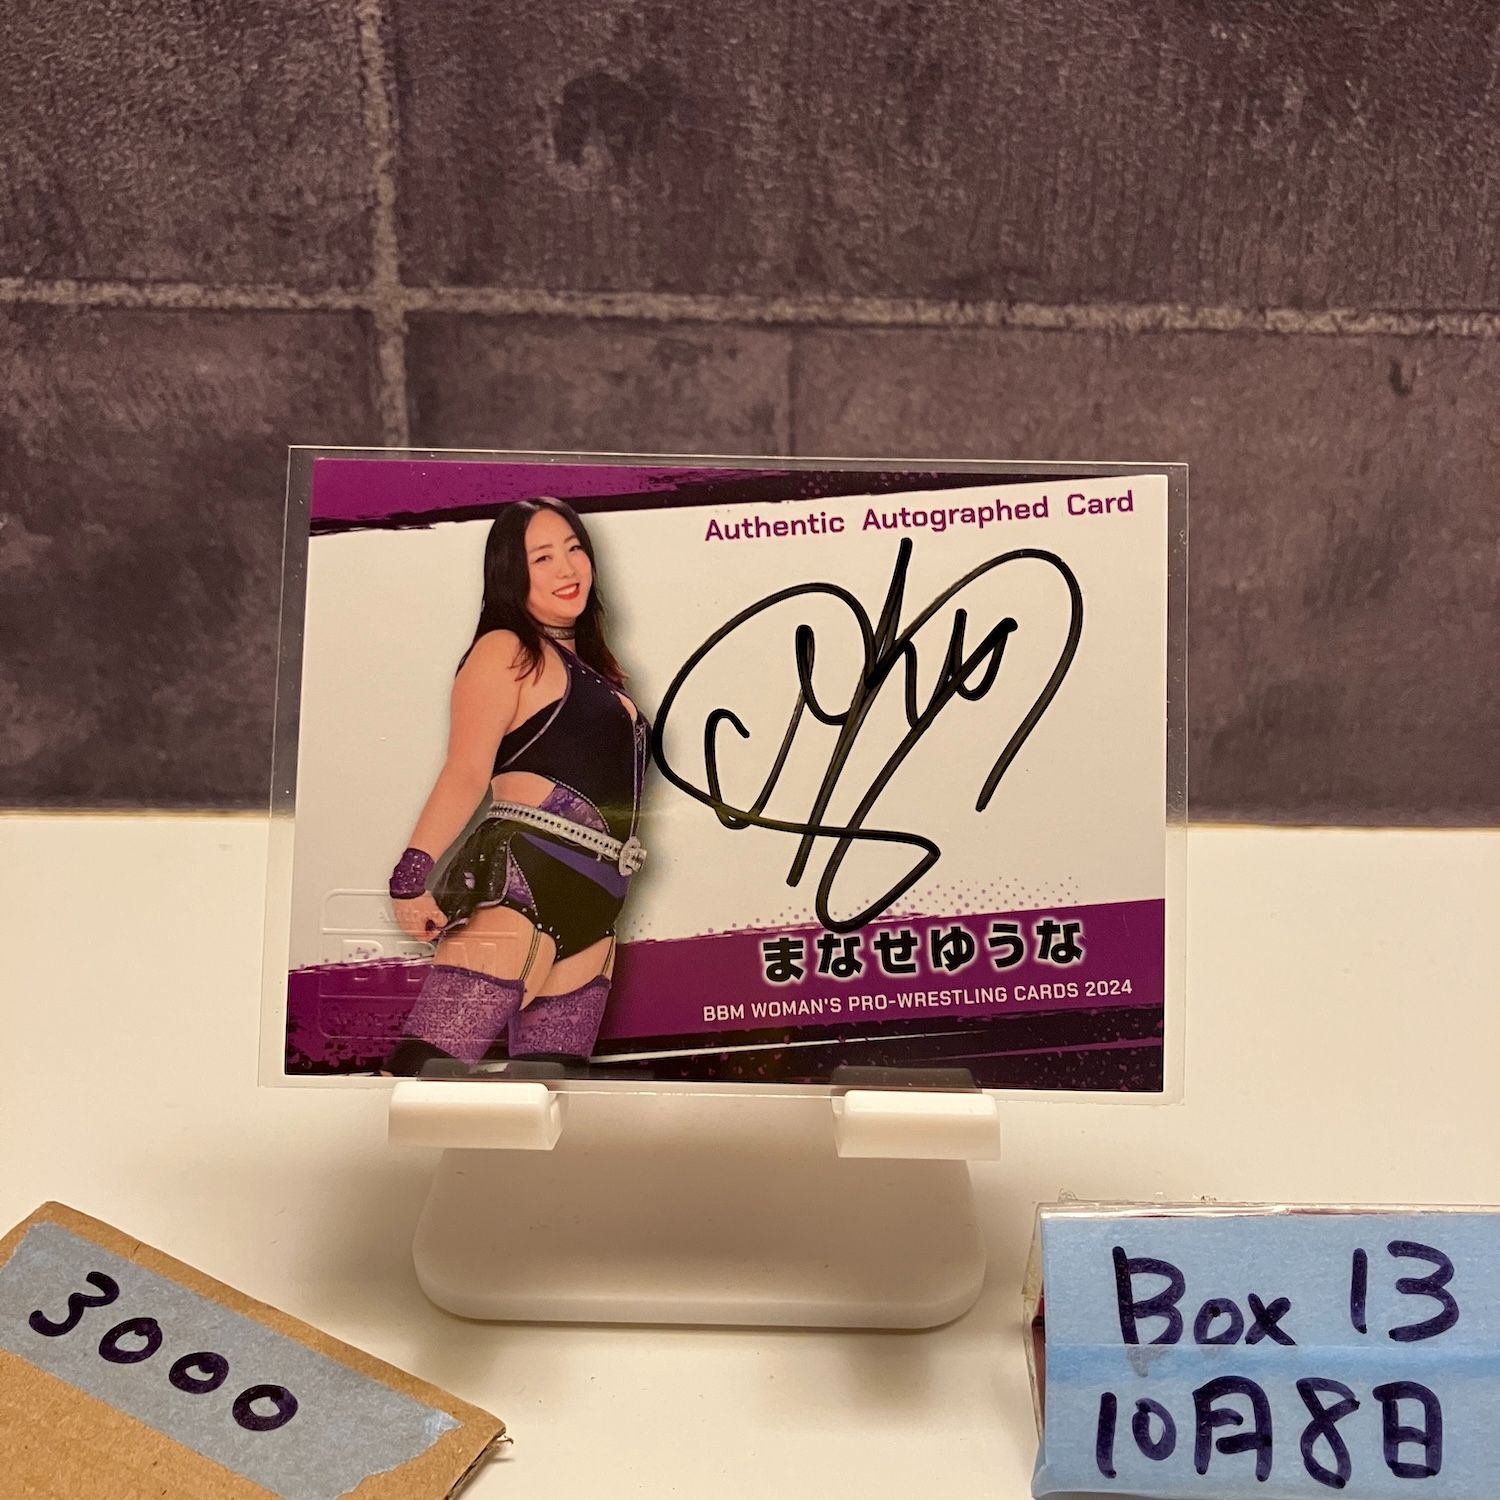 Authentic Autographed Card
BBM
まなせゆうな
BBM WOMAN'S PRO-WRESTLING CARDS 2024
3000
Box 13
10月8日